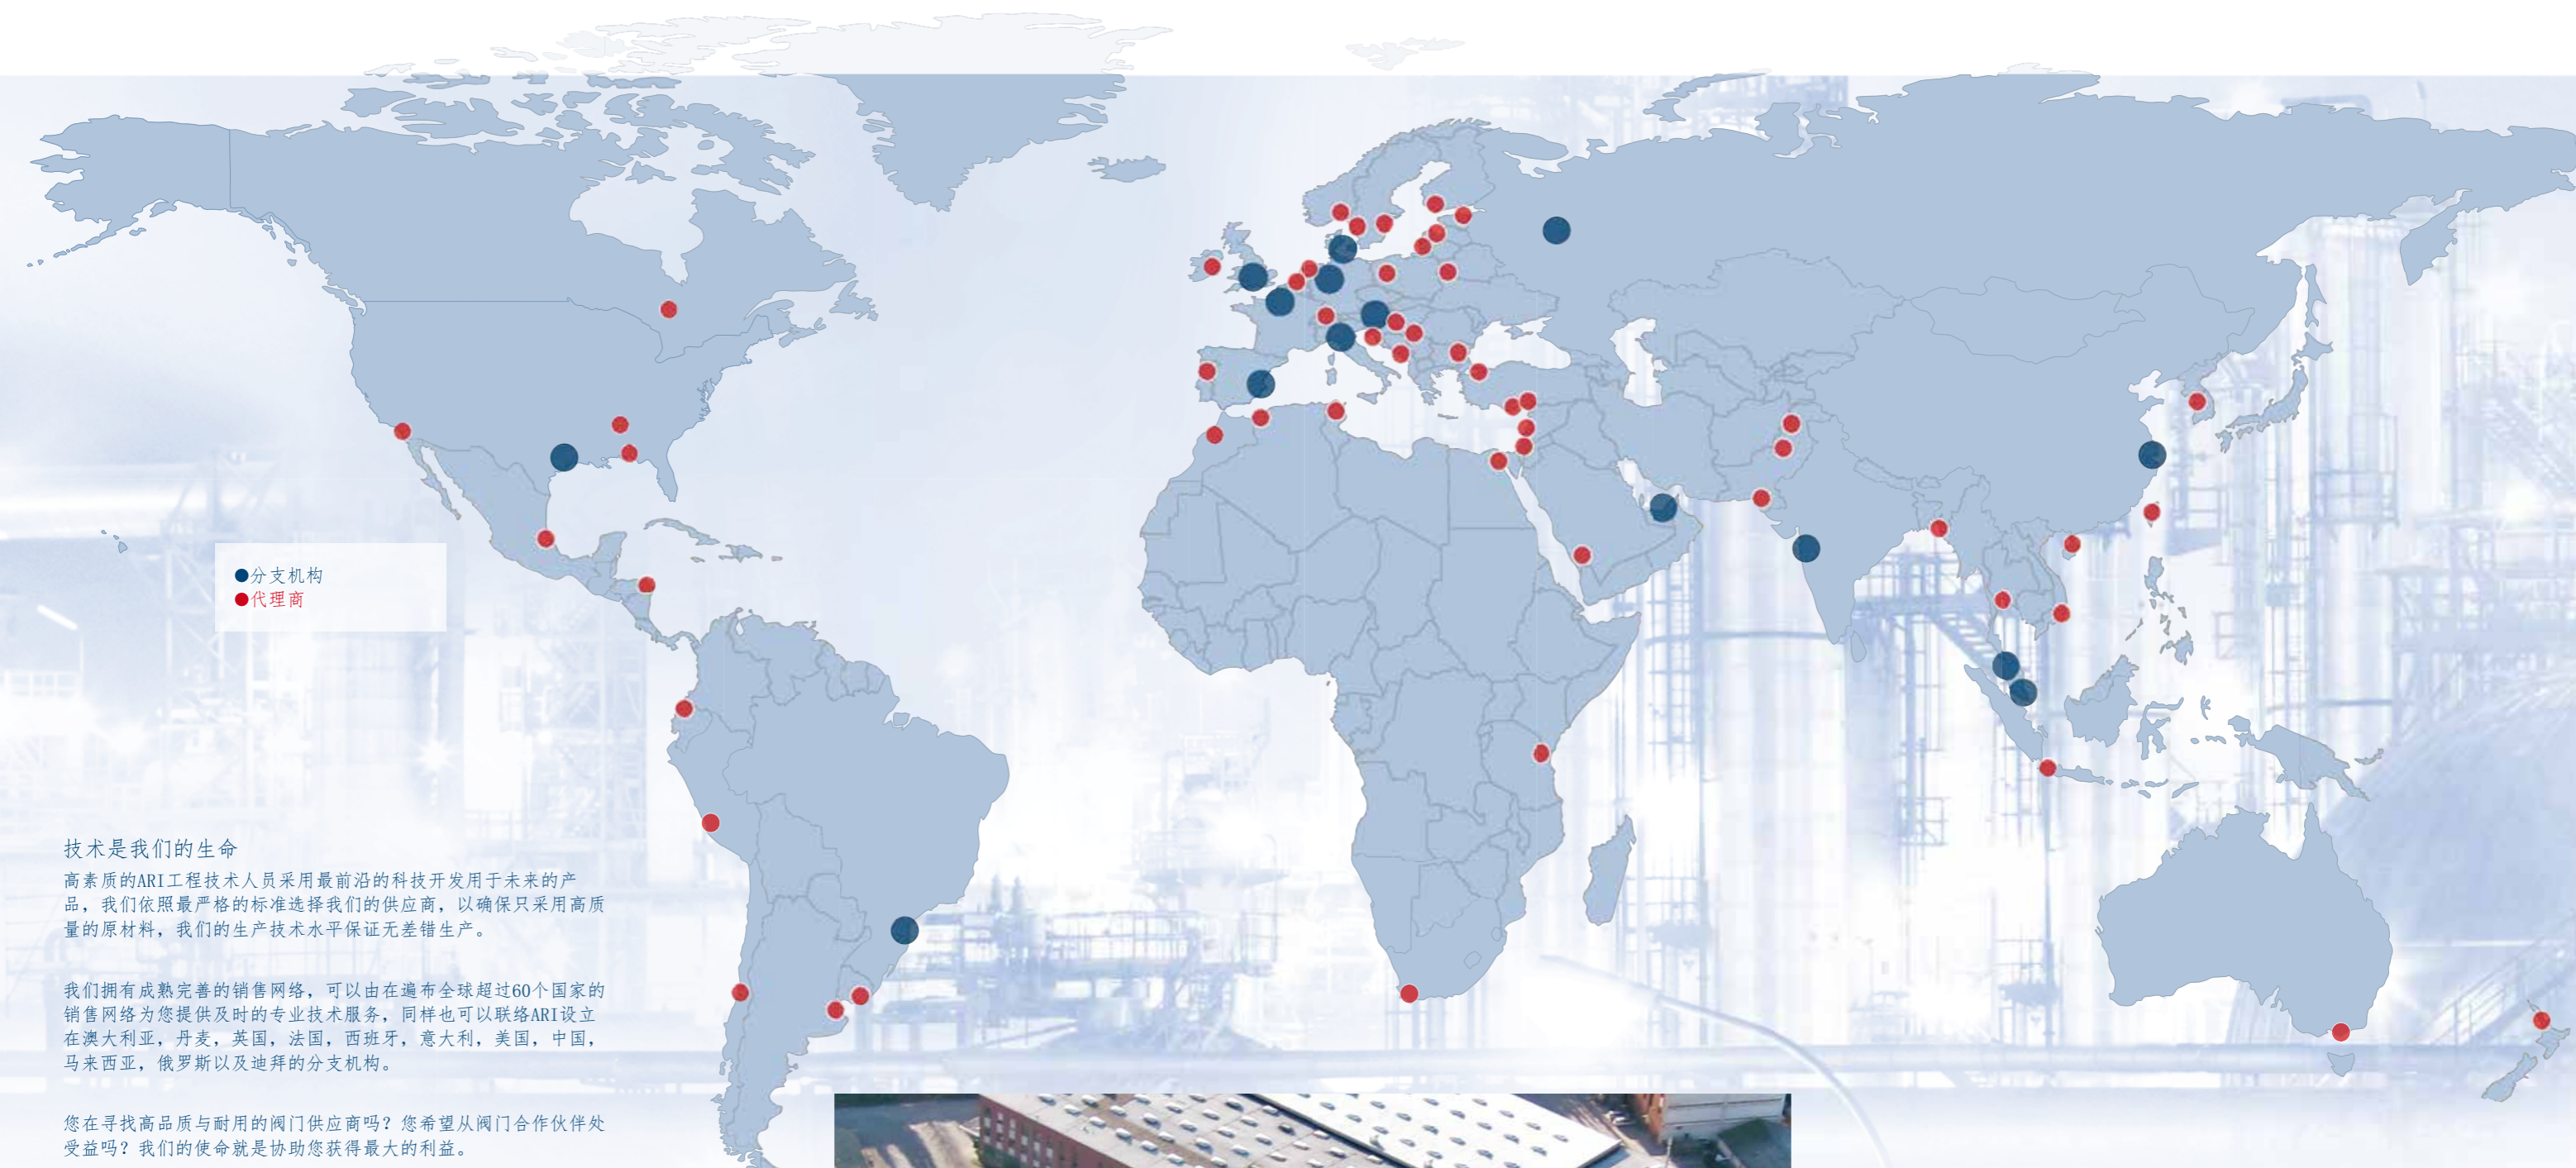 分支机构
代理商
技术是我们的生命
高素质的ARI工程技术人员采用最前沿的科技开发用于未来的产
品，我们依照最严格的标准选择我们的供应商，以确保只采用高质
量的原材料，我们的生产技术水平保证无差错生产。
我们拥有成熟完善的销售网络，可以由在遍布全球超过60个国家的
销售网络为您提供及时的专业技术服务，同样也可以联络ARI设立
在澳大利亚，丹麦，英国，法国，西班牙，意大利，美国，中国，
马来西亚，俄罗斯以及迪拜的分支机构。
您在寻找高品质与耐用的阀门供应商吗？您希望从阀门合作伙伴处
受益吗？我们的使命就是协助您获得最大的利益。